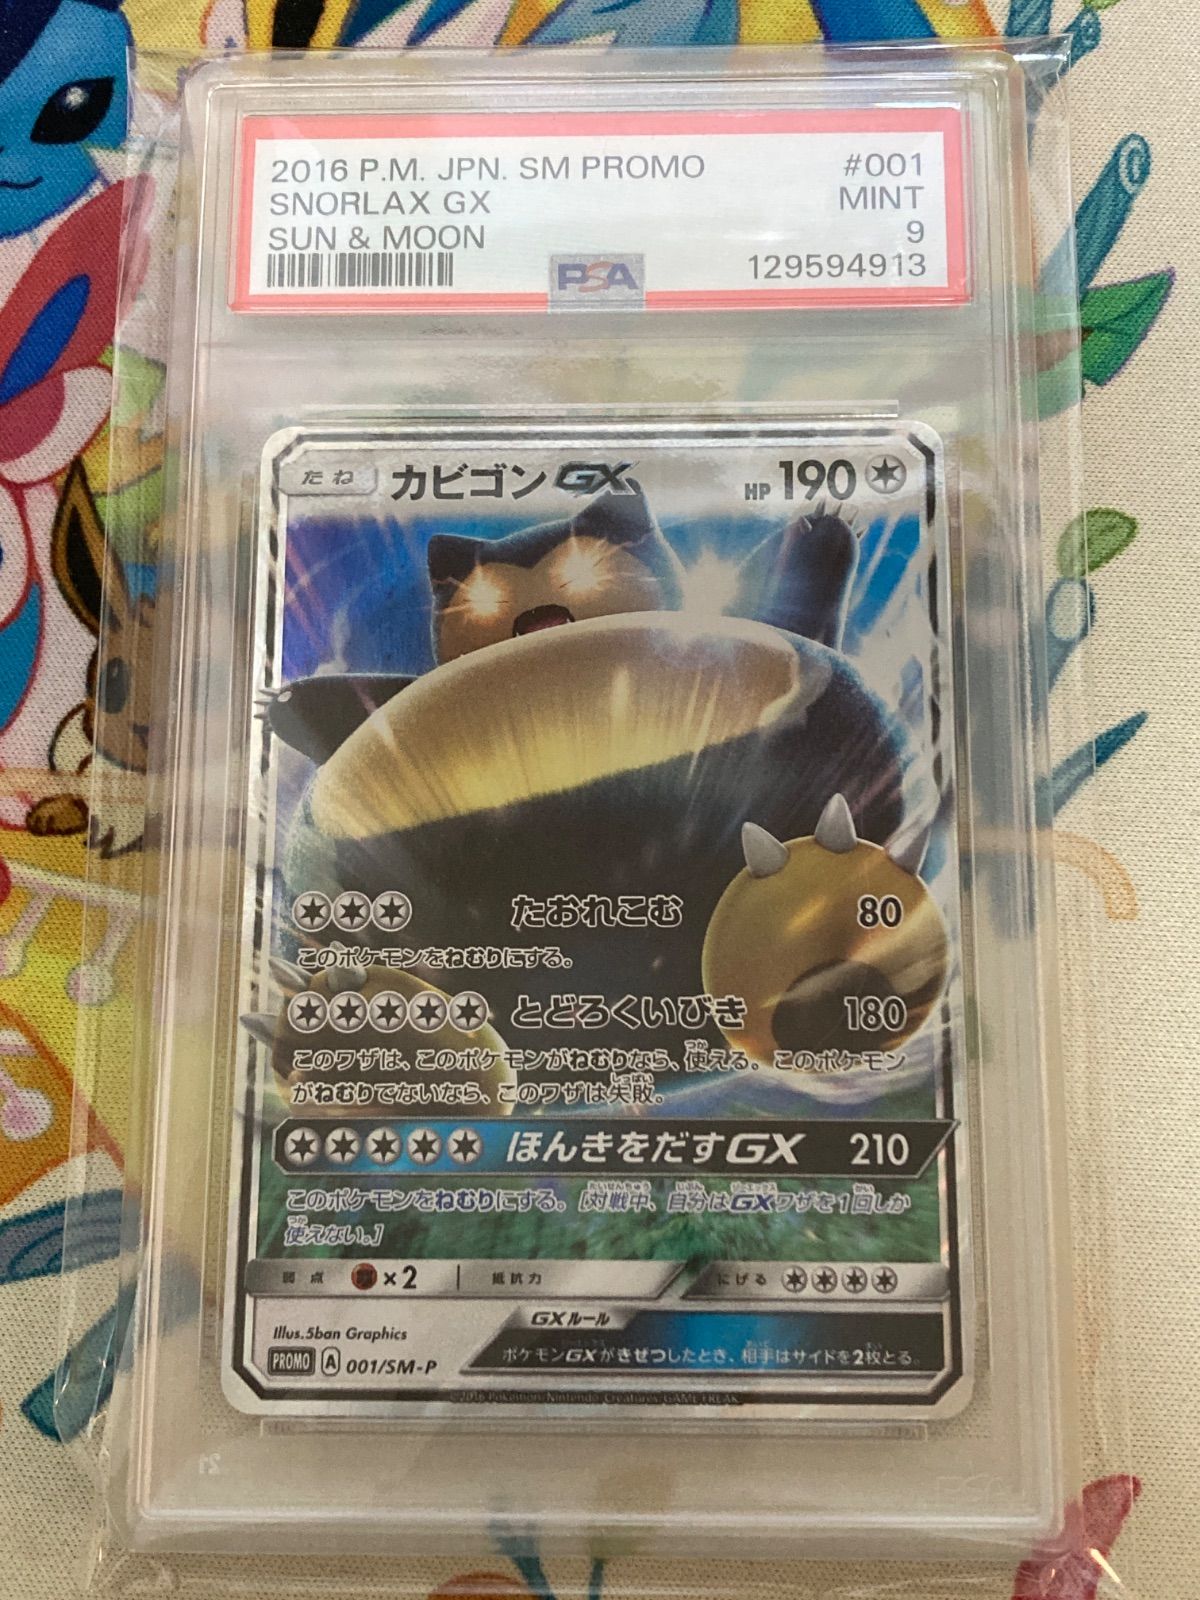 2016 P.M. JPN. SM PROMO #001
SNORLAX GX MINT
SUN & MOON 9
PSA 129594913
たね カビゴンGX HP 190
たおれこむ 80
このポケモンをねむりにする。
とどろくいびき 180
このワザは、このポケモンがねむりなら、使える。このポケモン
がねむりでないなら、このワザは失敗。
ほんきをだすGX 210
このポケモンをねむりにする。[対戦中、自分はGXワザを1回しか
使えない。]
弱点 ×2 抵抗力 にげる
GXルール
ポケモンGXがきぜつしたとき、相手はサイドを2枚とる。
Illus.5ban Graphics
PROMO A 001/SM-P
©2016 Pokémon/Nintendo/Creatures/GAME FREAK